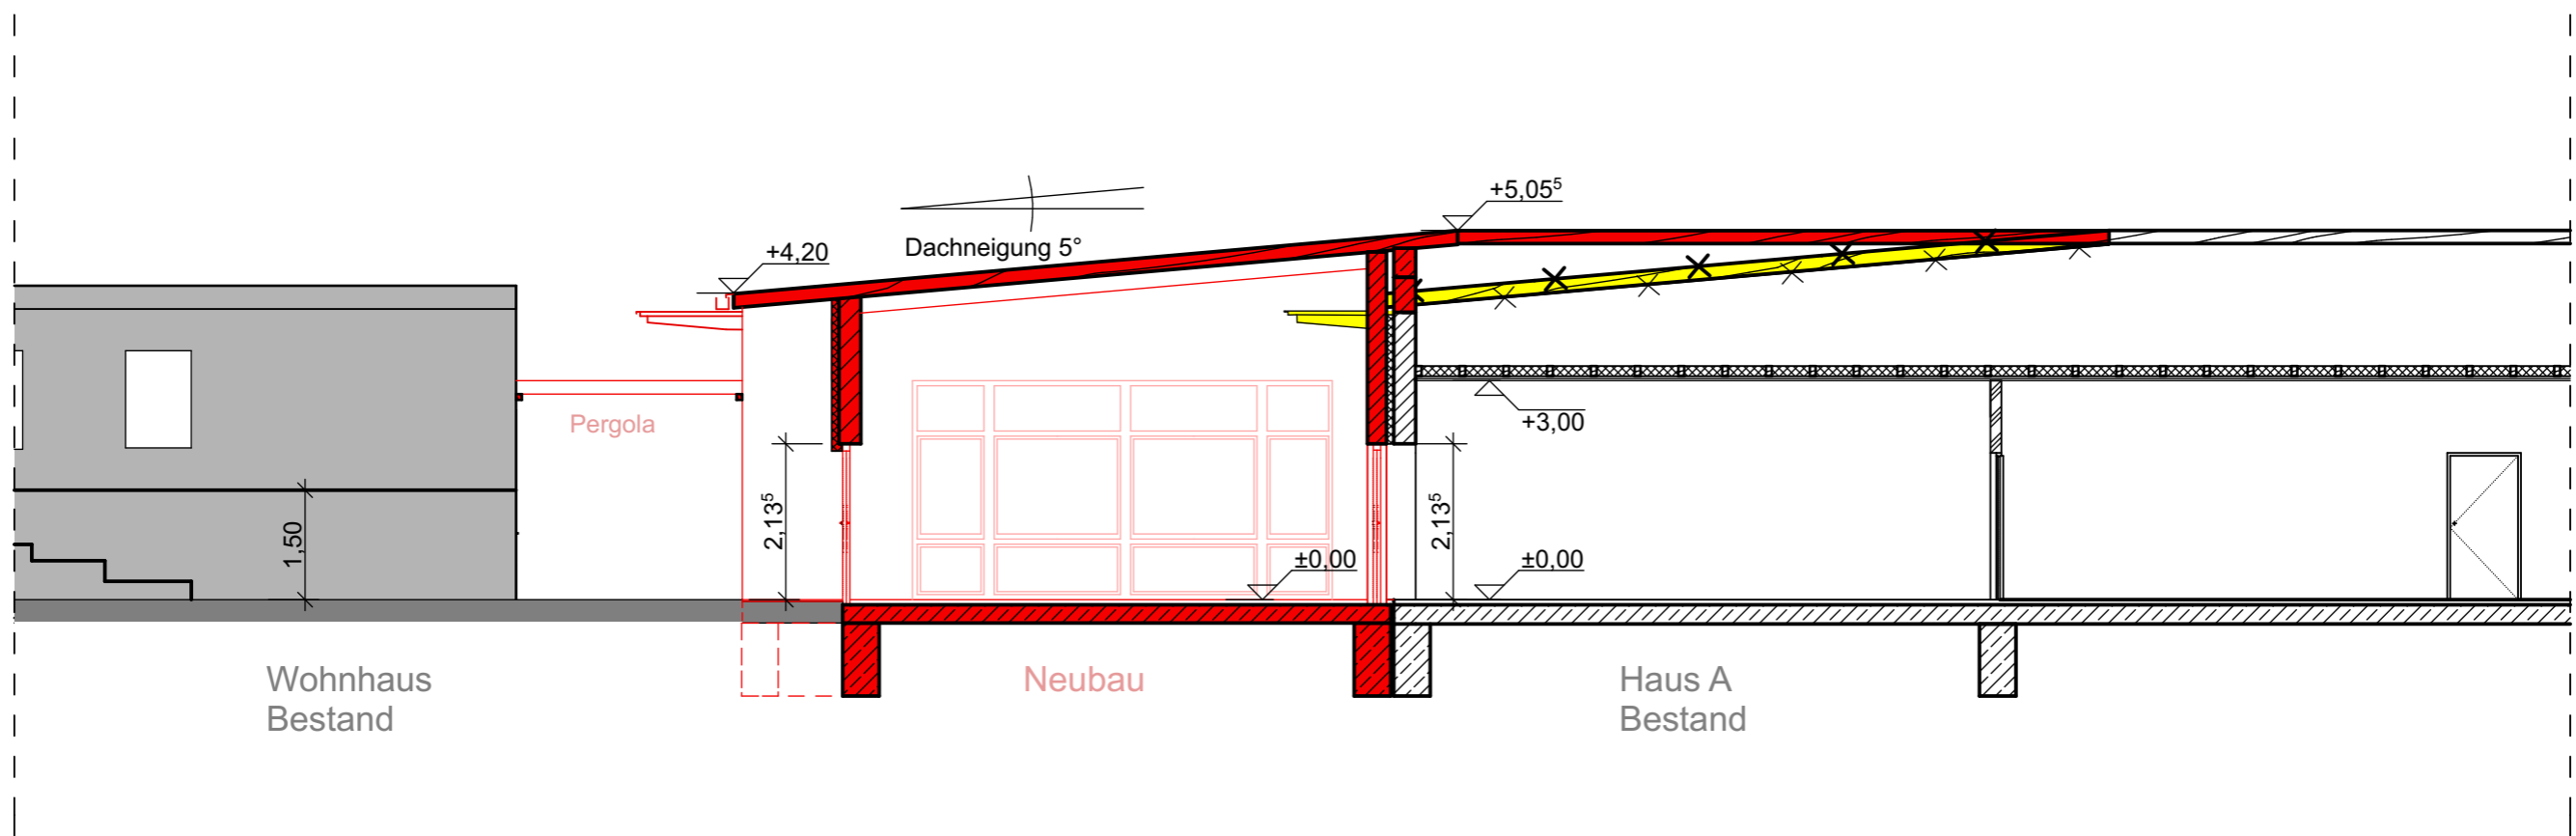 +5,05⁵
+4,20
Dachneigung 5°
Pergola
+3,00
1,50
2,13⁵
2,13⁵
±0,00
±0,00
Wohnhaus
Bestand
Neubau
Haus A
Bestand